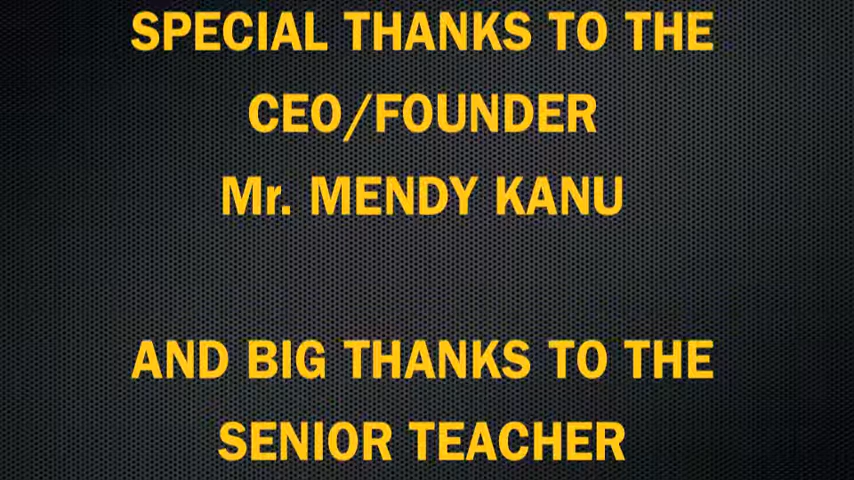 SPECIAL THANKS TO THE
CEO/FOUNDER
Mr. MENDY KANU
AND BIG THANKS TO THE
SENIOR TEACHER